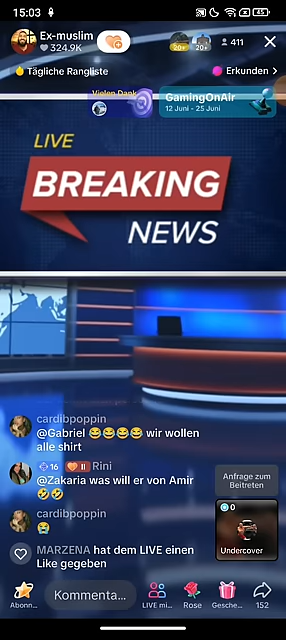 15:03
45
Ex-muslim
324.9K
20+
20+
411
Tägliche Rangliste
Erkunden >
Vielen Dank
GamingOnAir
12 Juni - 25 Juni
LIVE
BREAKING
NEWS
cardibpoppin
@Gabriel 😂😂😂😂 wir wollen
alle shirt
16 II Rini
@Zakaria was will er von Amir
🤣🤣
cardibpoppin
😭
MARZENA hat dem LIVE einen
Like gegeben
Anfrage zum
Beitreten
0
Undercover
Abonn...
Kommenta...
LIVE mi...
Rose
Gesche...
152